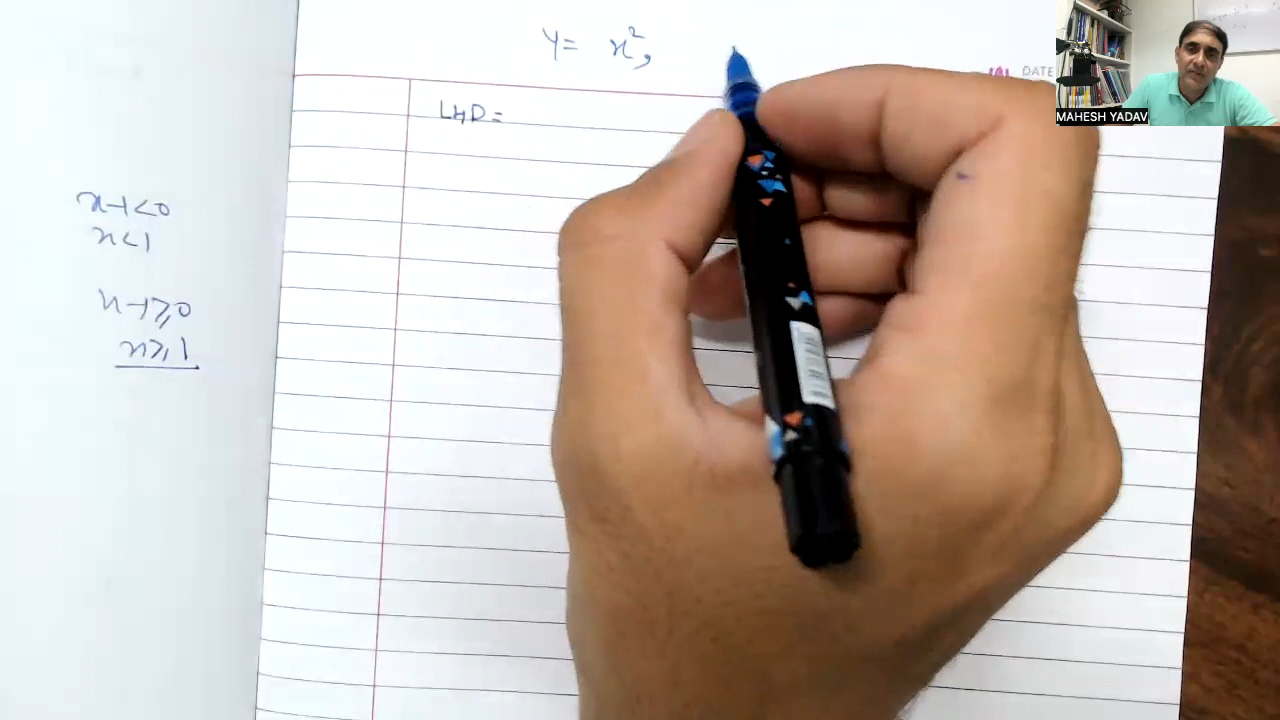 y = x²,
DATE
MAHESH YADAV
LHD =
x-1<0
x<1
x-1≥0
x≥1